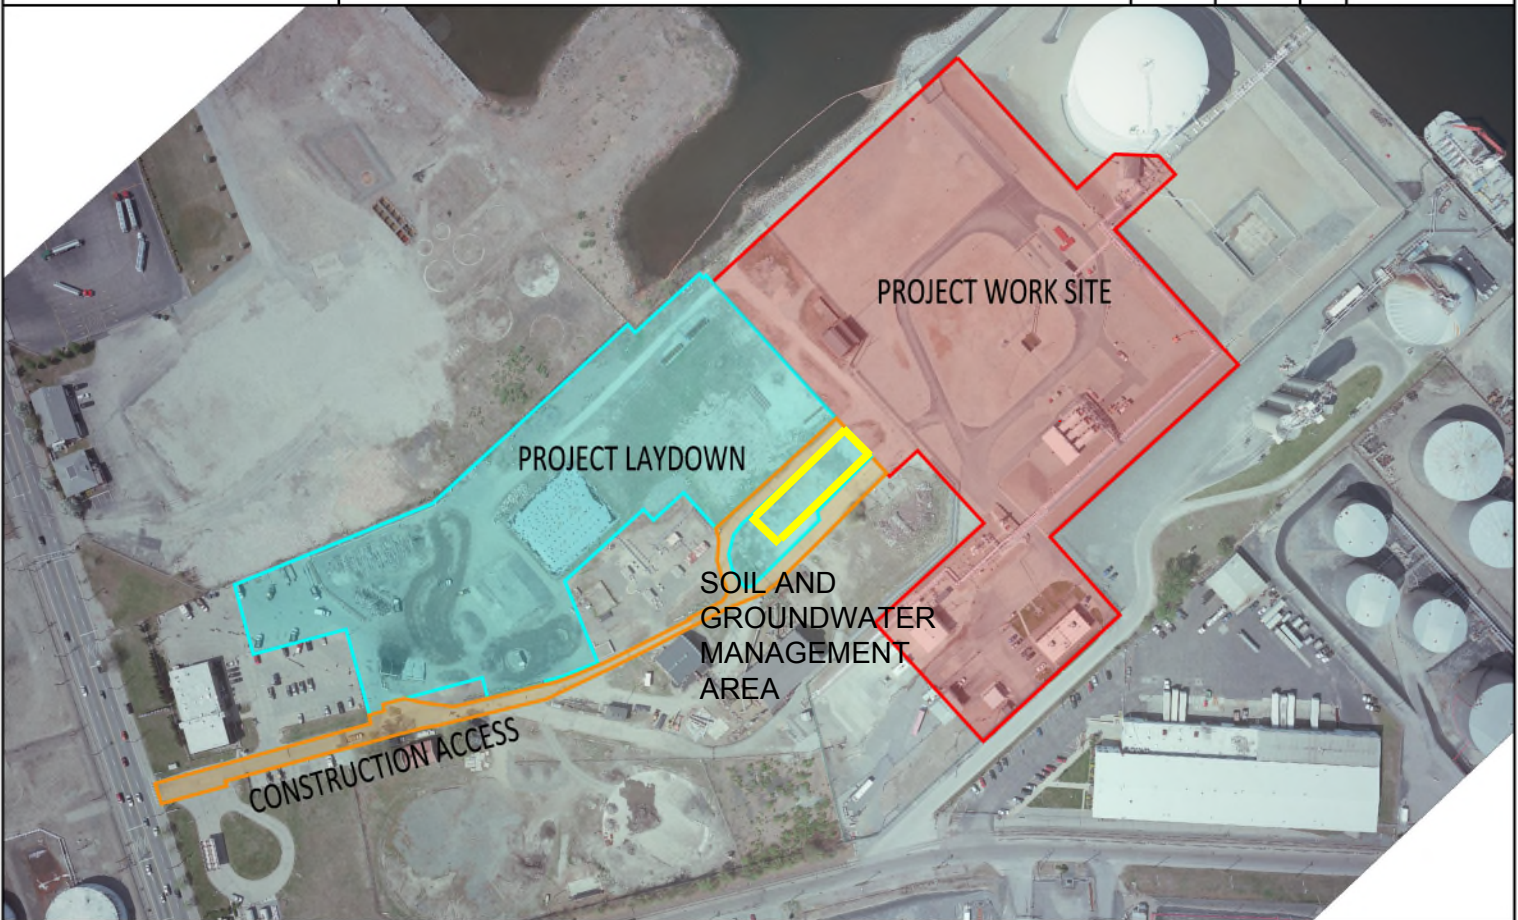 PROJECT WORK SITE
PROJECT LAYDOWN
SOIL AND
GROUNDWATER
MANAGEMENT
AREA
CONSTRUCTION ACCESS